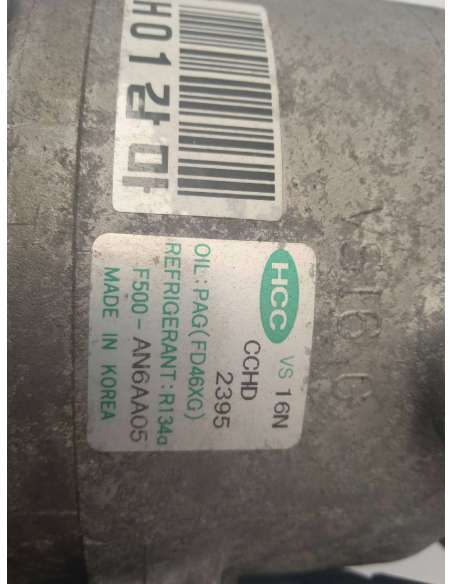 H01감마
HCC VS 16N
CCHD
2395
OIL:PAG(FD46XG)
REFRIGERANT:R134a
F500-AN6AA05
MADE IN KOREA